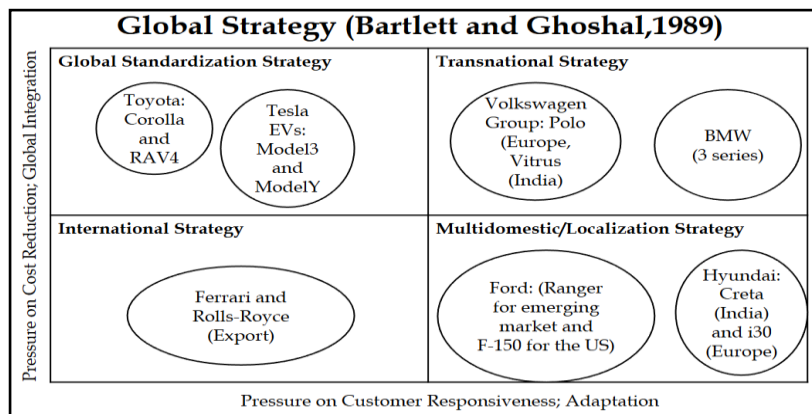 Global Strategy (Bartlett and Ghoshal,1989)
Pressure on Cost Reduction; Global Integration
Global Standardization Strategy
Toyota:
Corolla
and
RAV4
Tesla
EVs:
Model3
and
ModelY
Transnational Strategy
Volkswagen
Group: Polo
(Europe,
Vitrus
(India)
BMW
(3 series)
International Strategy
Ferrari and
Rolls-Royce
(Export)
Multidomestic/Localization Strategy
Ford: (Ranger
for emerging
market and
F-150 for the US)
Hyundai:
Creta
(India)
and i30
(Europe)
Pressure on Customer Responsiveness; Adaptation